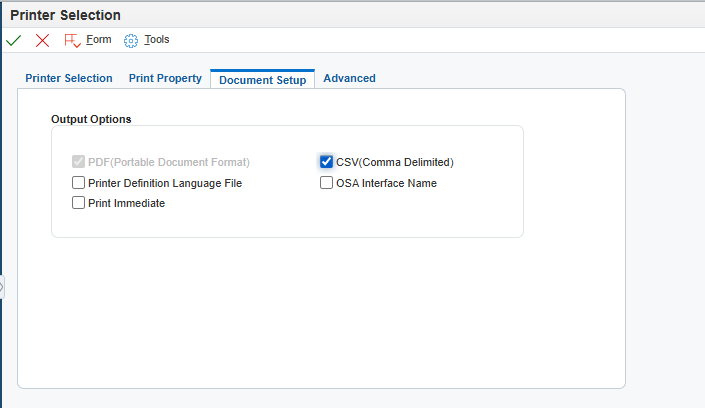 Printer Selection
Form Tools
Printer Selection Print Property Document Setup Advanced
Output Options
PDF(Portable Document Format) CSV(Comma Delimited)
Printer Definition Language File OSA Interface Name
Print Immediate